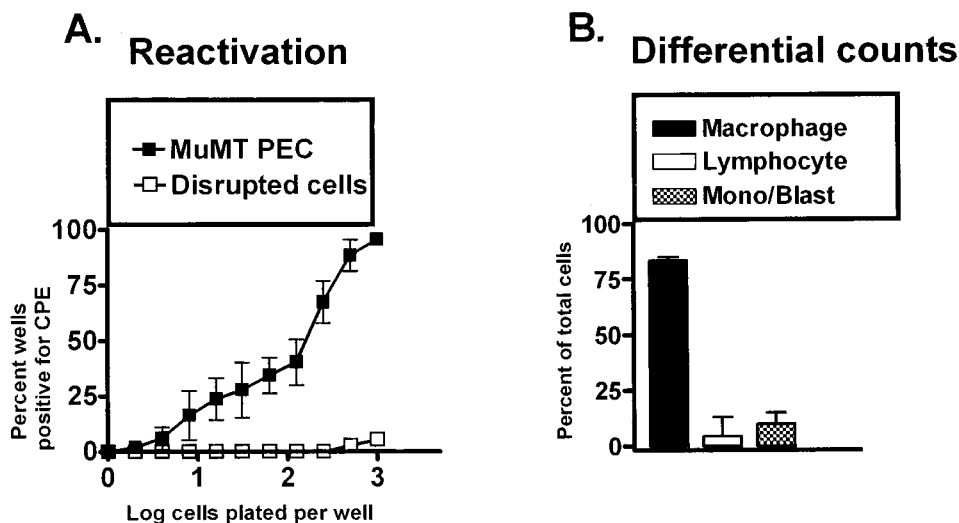 A. Reactivation
MuMT PEC
Disrupted cells
100
75
50
25
0
Percent wells
positive for CPE
0 1 2 3
Log cells plated per well
B. Differential counts
Macrophage
Lymphocyte
Mono/Blast
100
75
50
25
0
Percent of total cells